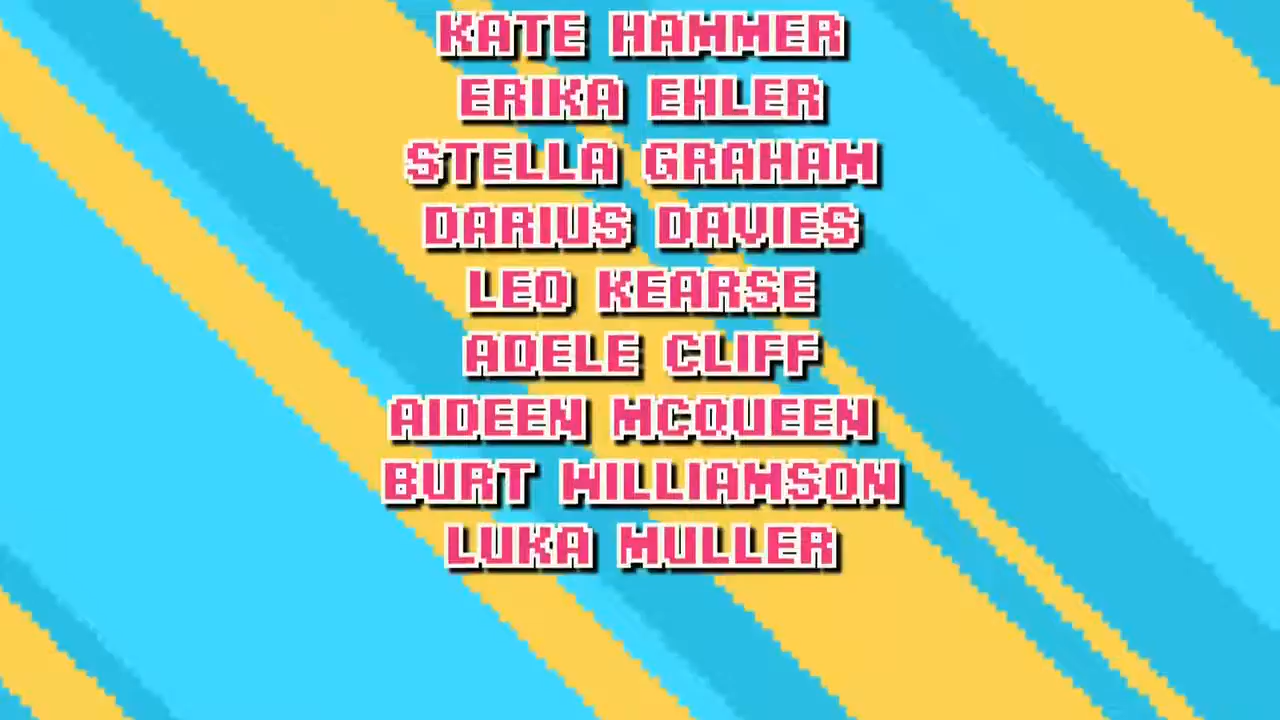 KATE HAMMER
ERIKA EHLER
STELLA GRAHAM
DARIUS DAVIES
LEO KEARSE
ADELE CLIFF
AIDEEN MCQUEEN
BURT WILLIAMSON
LUKA MULLER